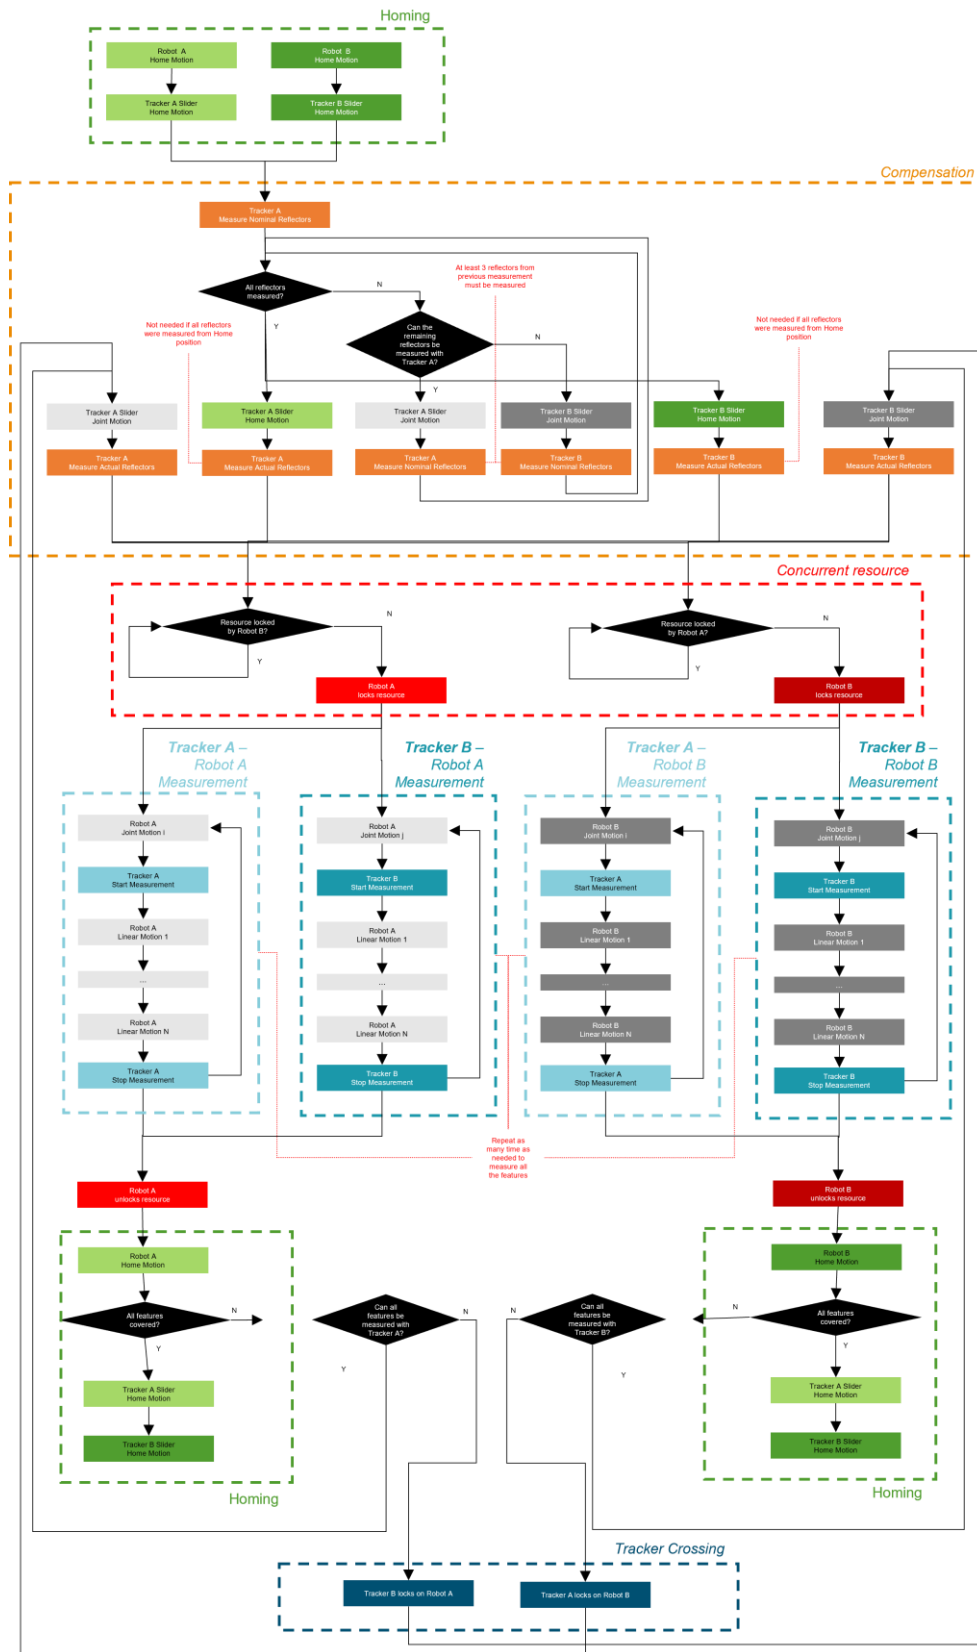 Homing
Robot A
Home Motion
Robot B
Home Motion
Tracker A Slider
Home Motion
Tracker B Slider
Home Motion
Compensation
Tracker A
Measure Nominal Reflectors
At least 3 reflectors from
previous measurement
must be measured
All reflectors
measured?
N
Y
Not needed if all reflectors
were measured from Home
position
Can the
remaining
reflectors be
measured with
Tracker A?
N
Y
Not needed if all reflectors
were measured from Home
position
Tracker A Slider
Joint Motion
Tracker A Slider
Home Motion
Tracker A Slider
Joint Motion
Tracker B Slider
Joint Motion
Tracker B Slider
Home Motion
Tracker B Slider
Joint Motion
Tracker A
Measure Actual Reflectors
Tracker A
Measure Actual Reflectors
Tracker A
Measure Nominal Reflectors
Tracker B
Measure Nominal Reflectors
Tracker B
Measure Actual Reflectors
Tracker B
Measure Actual Reflectors
Concurrent resource
Resource locked
by Robot B?
N
Y
Resource locked
by Robot A?
N
Y
Robot A
locks resource
Robot B
locks resource
Tracker A –
Robot A
Measurement
Tracker B –
Robot A
Measurement
Tracker A –
Robot B
Measurement
Tracker B –
Robot B
Measurement
Robot A
Joint Motion i
Tracker A
Start Measurement
Robot A
Linear Motion 1
...
Robot A
Linear Motion N
Tracker A
Stop Measurement
Robot A
Joint Motion j
Tracker B
Start Measurement
Robot A
Linear Motion 1
...
Robot A
Linear Motion N
Tracker B
Stop Measurement
Robot B
Joint Motion i
Tracker A
Start Measurement
Robot B
Linear Motion 1
...
Robot B
Linear Motion N
Tracker A
Stop Measurement
Robot B
Joint Motion j
Tracker B
Start Measurement
Robot B
Linear Motion 1
...
Robot B
Linear Motion N
Tracker B
Stop Measurement
Repeat as
many time as
needed to
measure all
the features
Robot A
unlocks resource
Robot B
unlocks resource
Robot A
Home Motion
All features
covered?
N
Y
Tracker A Slider
Home Motion
Tracker B Slider
Home Motion
Homing
Can all
features be
measured with
Tracker A?
N
Y
Can all
features be
measured with
Tracker B?
N
Y
Robot B
Home Motion
All features
covered?
N
Y
Tracker A Slider
Home Motion
Tracker B Slider
Home Motion
Homing
Tracker Crossing
Tracker B locks on Robot A
Tracker A locks on Robot B